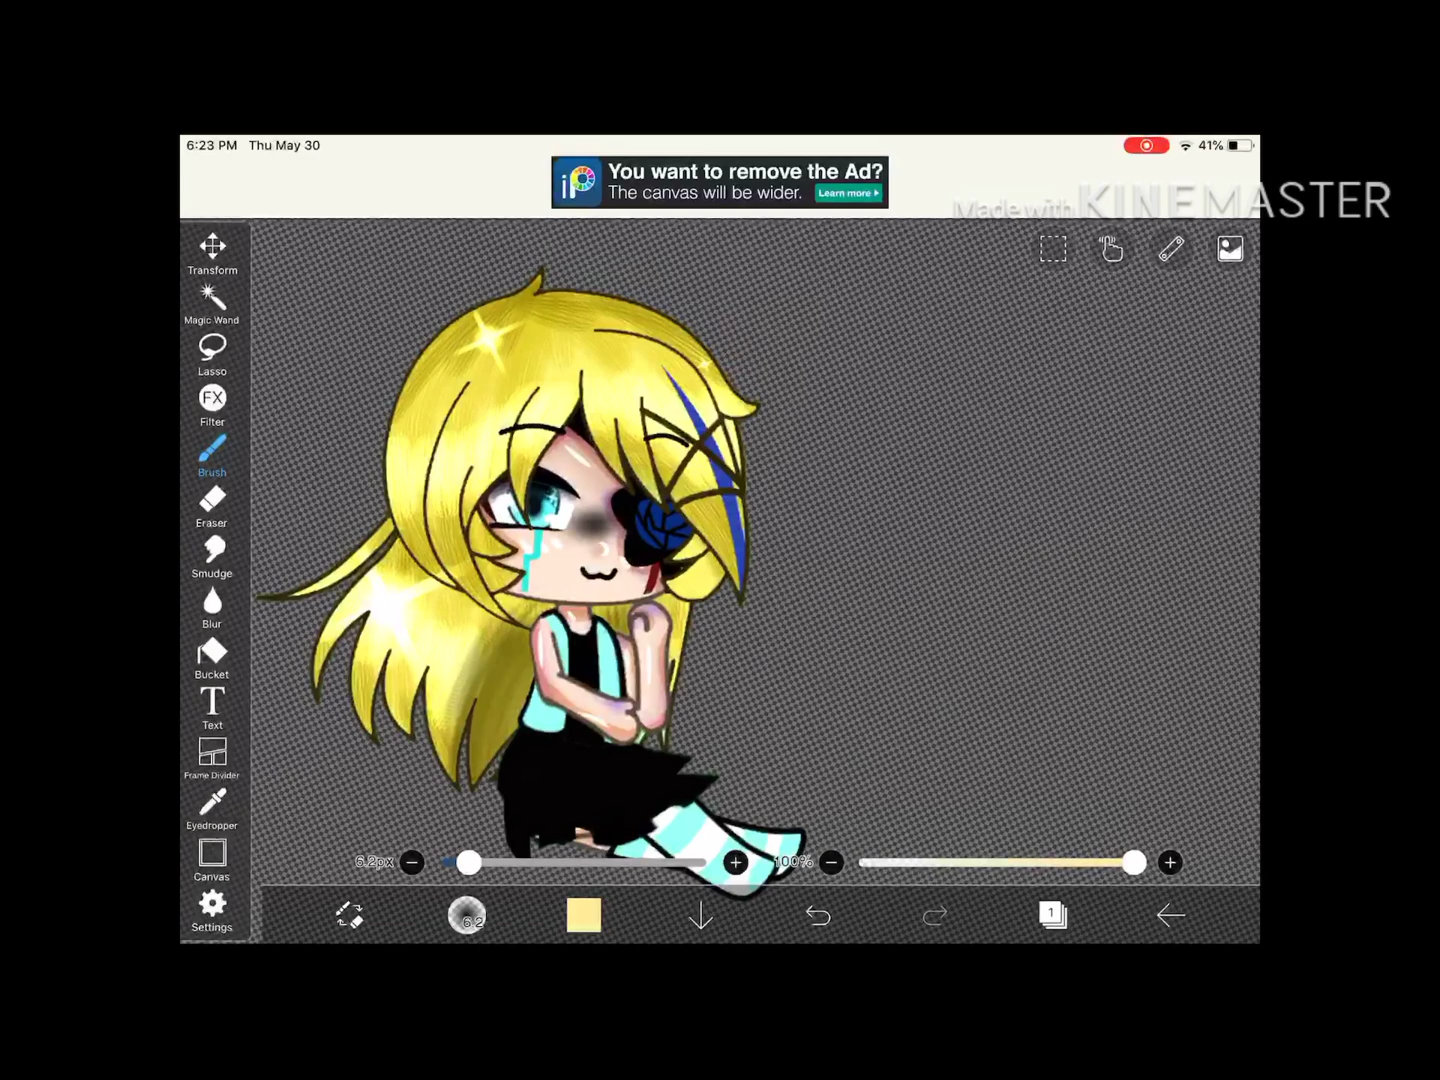 6:23 PM Thu May 30
41%
iP
You want to remove the Ad?
The canvas will be wider. Learn more
Made with KINEMASTER
Transform
Magic Wand
Lasso
FX
Filter
Brush
Eraser
Smudge
Blur
Bucket
T
Text
Frame Divider
Eyedropper
Canvas
Settings
6.2px
100%
6.2
1